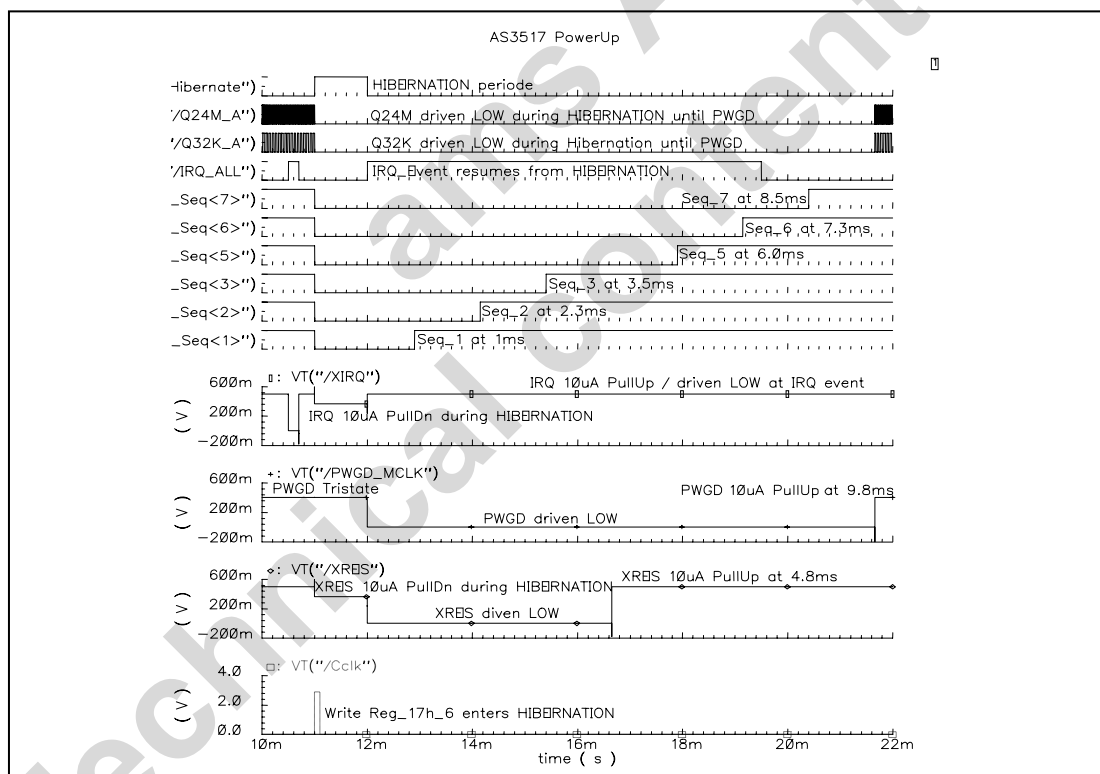 AS3517 PowerUp
1
Hibernate")
HIBERNATION periode
"/Q24M_A")
Q24M driven LOW during HIBERNATION until PWGD
"/Q32K_A")
Q32K driven LOW during Hibernation until PWGD
"/IRQ_ALL")
IRQ_Event resumes from HIBERNATION
_Seq<7>")
Seq_7 at 8.5ms
_Seq<6>")
Seq_6 at 7.3ms
_Seq<5>")
Seq_5 at 6.0ms
_Seq<3>")
Seq_3 at 3.5ms
_Seq<2>")
Seq_2 at 2.3ms
_Seq<1>")
Seq_1 at 1ms
▯: VT("/XIRQ")
600m
200m
-200m
(V)
IRQ 10uA PullUp / driven LOW at IRQ event
IRQ 10uA PullDn during HIBERNATION
+: VT("/PWGD_MCLK")
600m
200m
-200m
(V)
PWGD Tristate
PWGD 10uA PullUp at 9.8ms
PWGD driven LOW
◇: VT("/XRES")
600m
200m
-200m
(V)
XRES 10uA PullDn during HIBERNATION
XRES 10uA PullUp at 4.8ms
XRES diven LOW
□: VT("/Cclk")
4.0
2.0
0.0
(V)
Write Reg_17h_6 enters HIBERNATION
10m 12m 14m 16m 18m 20m 22m
time ( s )
ams A
technical content